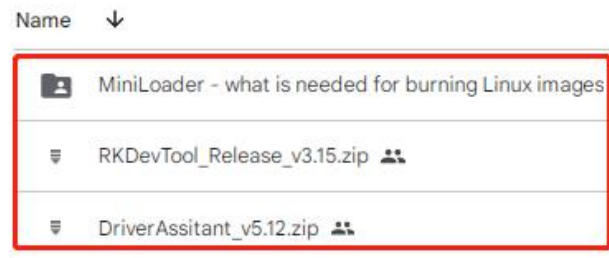 Name
MiniLoader - what is needed for burning Linux images
RKDevTool_Release_v3.15.zip
DriverAssitant_v5.12.zip